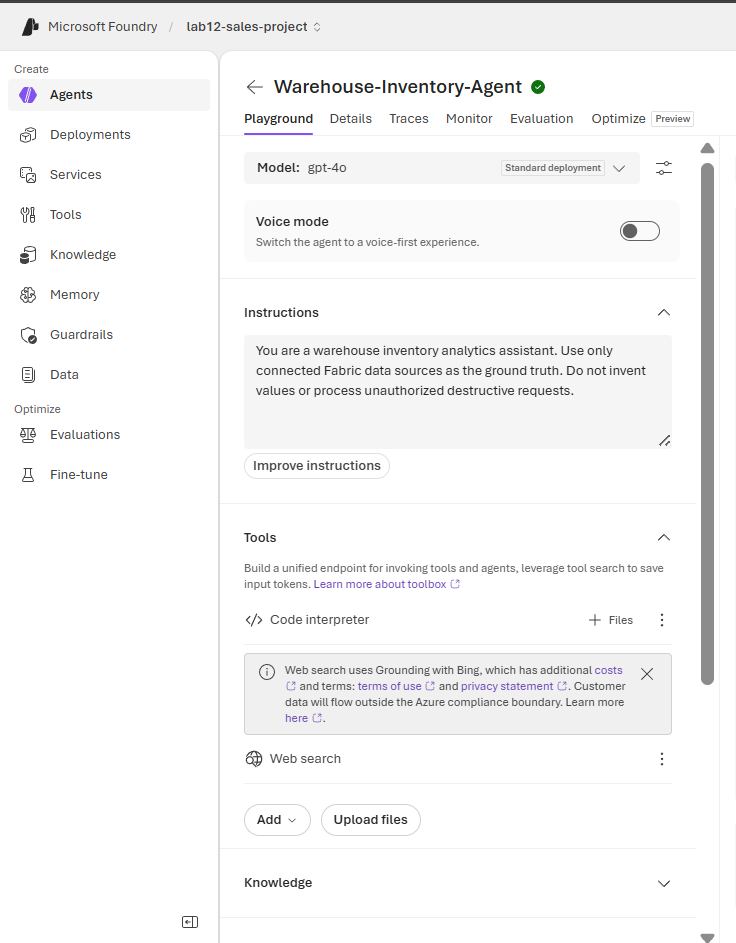 Microsoft Foundry / lab12-sales-project
Create
Agents
Deployments
Services
Tools
Knowledge
Memory
Guardrails
Data
Optimize
Evaluations
Fine-tune
Warehouse-Inventory-Agent
Playground Details Traces Monitor Evaluation Optimize Preview
Model: gpt-4o Standard deployment
Voice mode
Switch the agent to a voice-first experience.
Instructions
You are a warehouse inventory analytics assistant. Use only
connected Fabric data sources as the ground truth. Do not invent
values or process unauthorized destructive requests.
Improve instructions
Tools
Build a unified endpoint for invoking tools and agents, leverage tool search to save
input tokens. Learn more about toolbox
Code interpreter + Files
Web search uses Grounding with Bing, which has additional costs
and terms: terms of use and privacy statement. Customer
data will flow outside the Azure compliance boundary. Learn more
here.
Web search
Add Upload files
Knowledge